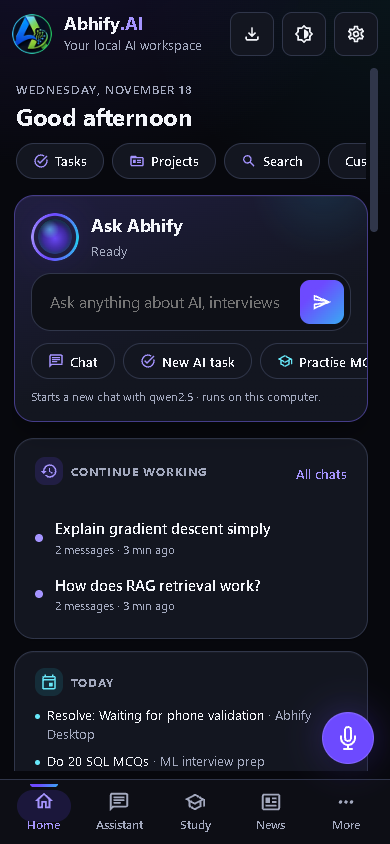 Abhify.AI
Your local AI workspace
WEDNESDAY, NOVEMBER 18
Good afternoon
Tasks
Projects
Search
Cus
Ask Abhify
Ready
Ask anything about AI, interviews
Chat
New AI task
Practise MC
Starts a new chat with qwen2.5 · runs on this computer.
CONTINUE WORKING
All chats
Explain gradient descent simply
2 messages · 3 min ago
How does RAG retrieval work?
2 messages · 3 min ago
TODAY
Resolve: Waiting for phone validation · Abhify
Desktop
Do 20 SQL MCQs · ML interview prep
Home
Assistant
Study
News
More